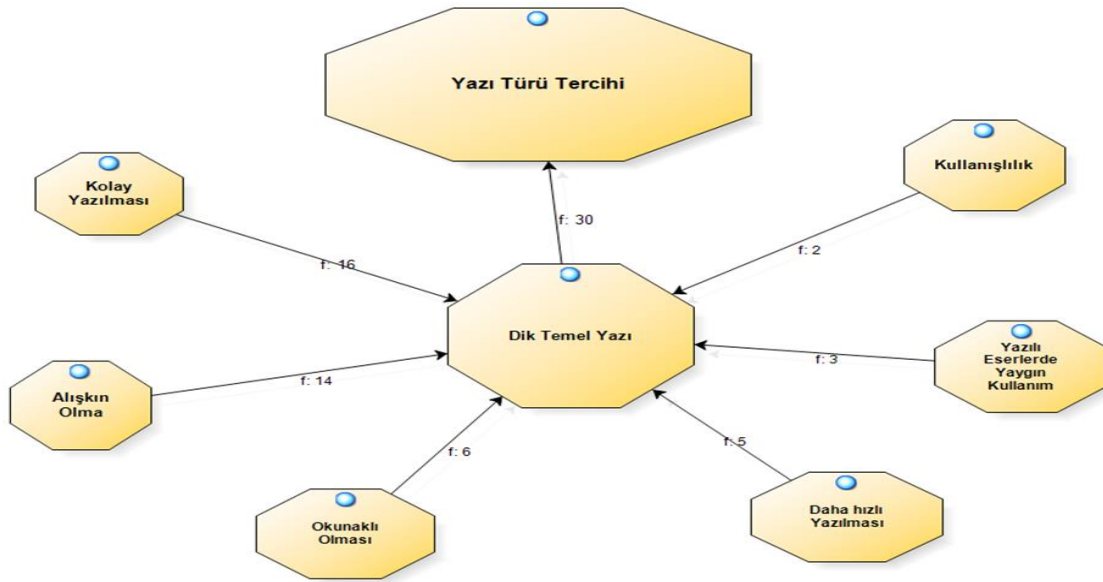 Yazı Türü Tercihi
Kolay
Yazılması
Kullanışlılık
f: 30
f: 16
f: 2
Dik Temel Yazı
Alışkın
Olma
f: 14
f: 3
Yazılı
Eserlerde
Yaygın
Kullanım
f: 6
f: 5
Okunaklı
Olması
Daha hızlı
Yazılması